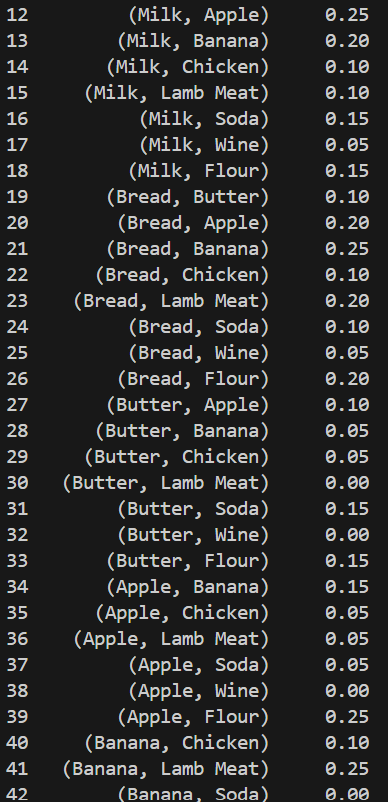 12 (Milk, Apple) 0.25
13 (Milk, Banana) 0.20
14 (Milk, Chicken) 0.10
15 (Milk, Lamb Meat) 0.10
16 (Milk, Soda) 0.15
17 (Milk, Wine) 0.05
18 (Milk, Flour) 0.15
19 (Bread, Butter) 0.10
20 (Bread, Apple) 0.20
21 (Bread, Banana) 0.25
22 (Bread, Chicken) 0.10
23 (Bread, Lamb Meat) 0.20
24 (Bread, Soda) 0.10
25 (Bread, Wine) 0.05
26 (Bread, Flour) 0.20
27 (Butter, Apple) 0.10
28 (Butter, Banana) 0.05
29 (Butter, Chicken) 0.05
30 (Butter, Lamb Meat) 0.00
31 (Butter, Soda) 0.15
32 (Butter, Wine) 0.00
33 (Butter, Flour) 0.15
34 (Apple, Banana) 0.15
35 (Apple, Chicken) 0.05
36 (Apple, Lamb Meat) 0.05
37 (Apple, Soda) 0.05
38 (Apple, Wine) 0.00
39 (Apple, Flour) 0.25
40 (Banana, Chicken) 0.10
41 (Banana, Lamb Meat) 0.25
42 (Banana, Soda) 0.00